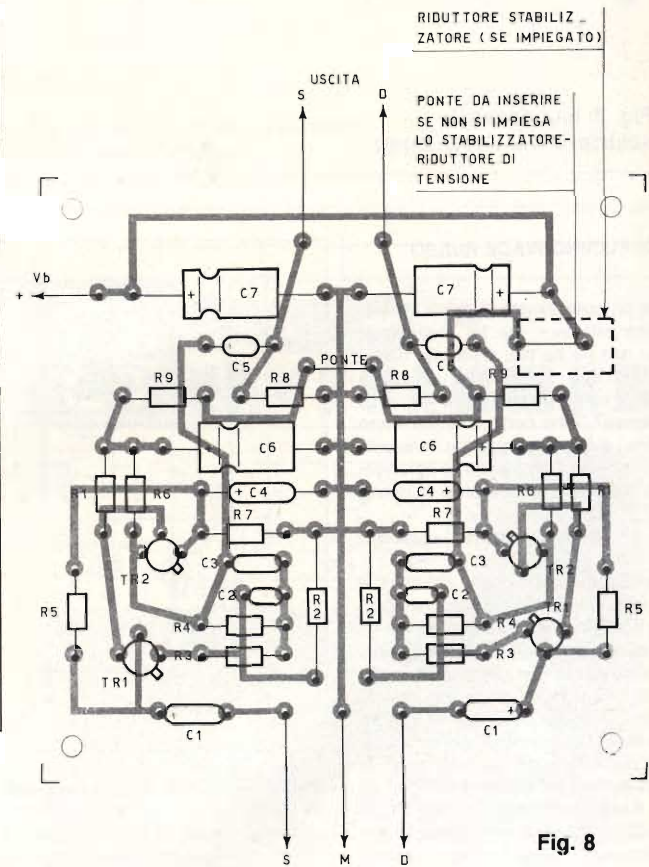 RIDUTTORE STABILIZ_
ZATORE (SE IMPIEGATO)
USCITA
S D
PONTE DA INSERIRE
SE NON SI IMPIEGA
LO STABILIZZATORE-
RIDUTTORE DI
TENSIONE
+ Vb
+ C7
C7 +
C5
C5
PONTE
R9 R8 R8 R9
C6
C6 +
R1 R6
+ C4
C4 +
R6 R1
R7
R7
TR2
C3
C3
TR2
C2
C2
R5
R2
R2
R5
R4
R4
TR1
R3
R3
TR1
+
C1
+
C1
S M D
Fig. 8